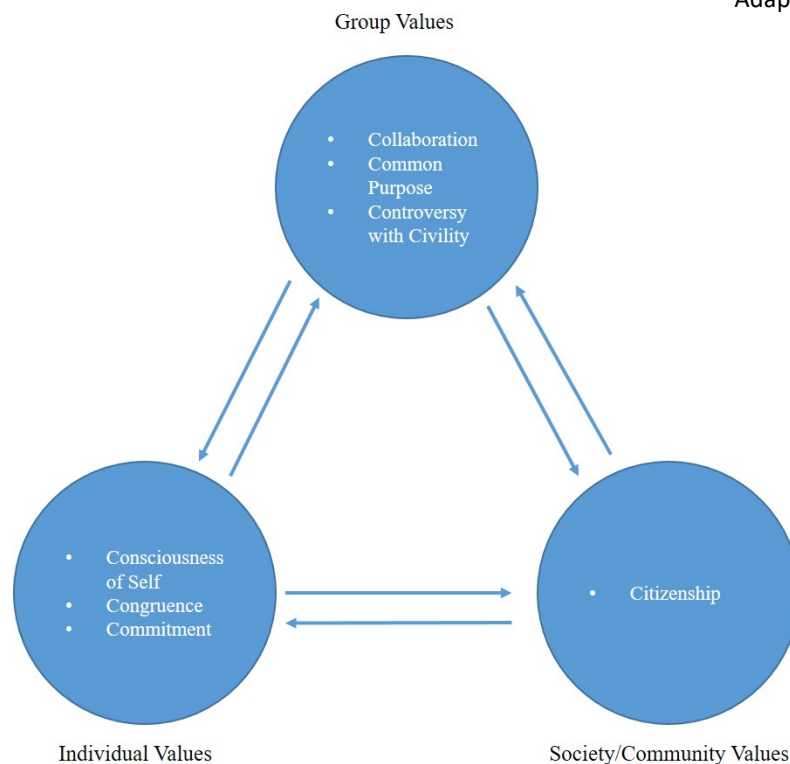 Adap
Group Values
• Collaboration
• Common
Purpose
• Controversy
with Civility
• Consciousness
of Self
• Congruence
• Commitment
• Citizenship
Individual Values
Society/Community Values